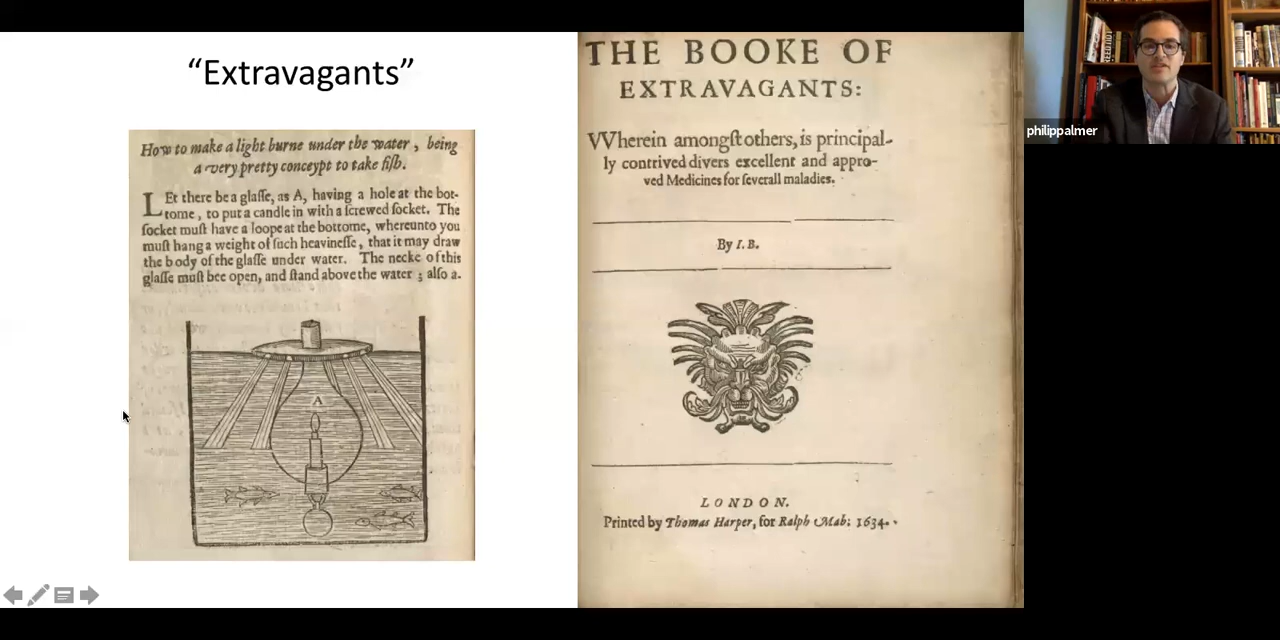 “Extravagants”
How to make a light burne under the water, being
a very pretty conceypt to take fish.
LEt there be a glasse, as A, having a hole at the bot-
tome, to put a candle in with a screwed socket. The
socket must have a loope at the bottome, whereunto you
must hang a weight of such heavinesse, that it may draw
the body of the glasse under water. The necke of this
glasse must bee open, and stand above the water; also a-
A
THE BOOKE OF
EXTRAVAGANTS:
VVherein amongſt others, is principal-
ly contrived divers excellent and appro-
ved Medicines for ſeverall maladies.
By I. B.
LONDON.
Printed by Thomas Harper, for Ralph Mab: 1634.
philippalmer